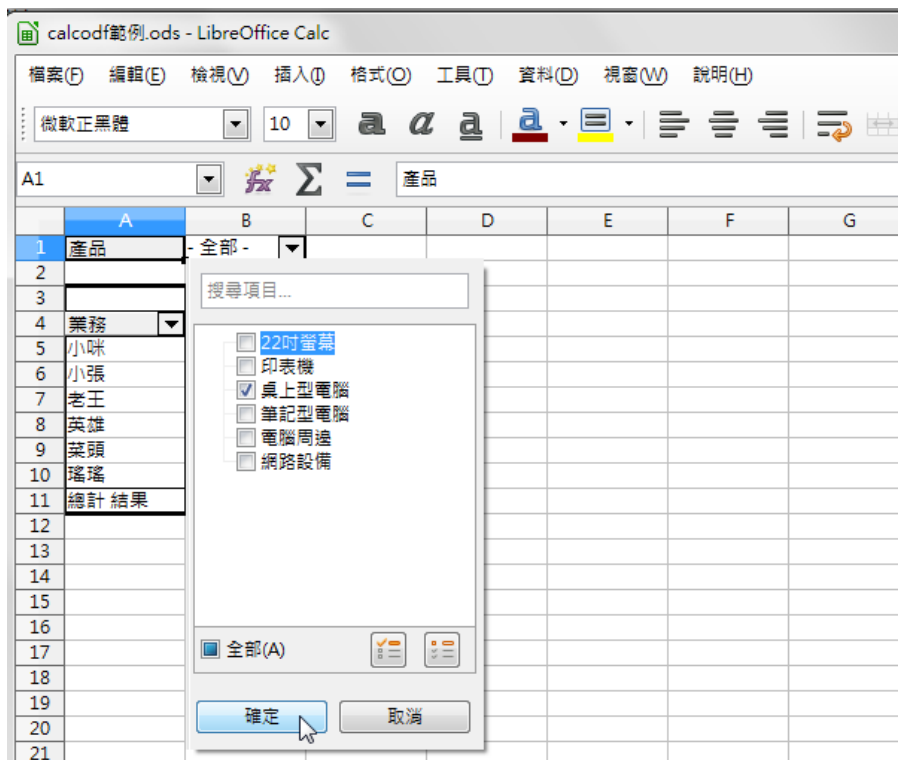 calcodf範例.ods - LibreOffice Calc
檔案(F) 編輯(E) 檢視(V) 插入(I) 格式(O) 工具(T) 資料(D) 視窗(W) 說明(H)
微軟正黑體 10 a a a a
A1 fx Σ = 產品
A B C D E F G
1 產品 - 全部 -
2
搜尋項目...
3
4 業務
22吋螢幕
5 小咪
印表機
6 小張
桌上型電腦
7 老王
筆記型電腦
8 英雄
電腦周邊
9 菜頭
網路設備
10 瑤瑤
11 總計 結果
12
13
14
15
16
全部(A)
17
18
19
確定 取消
20
21